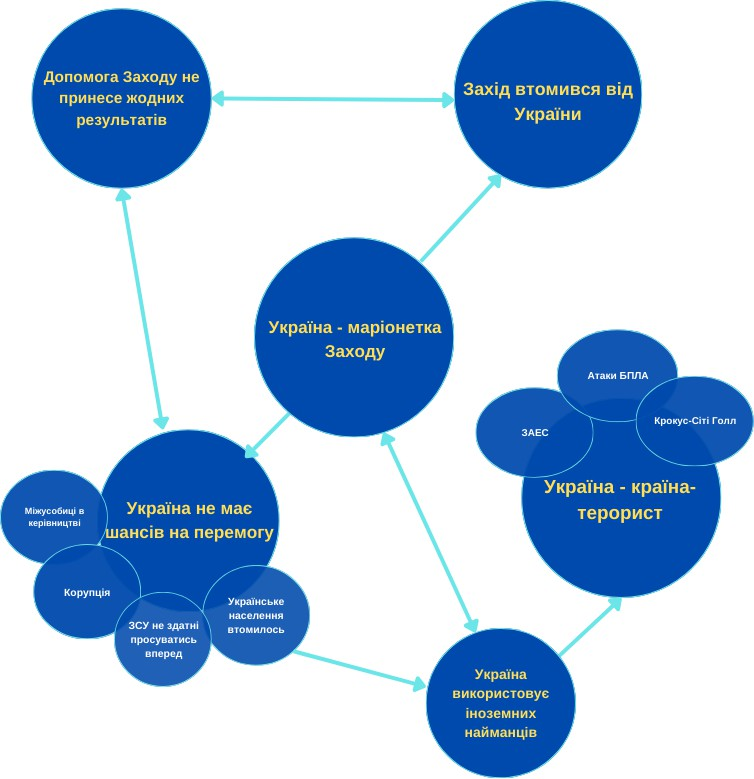 Допомога Заходу не
принесе жодних
результатів
Захід втомився від
України
Україна - маріонетка
Заходу
Атаки БПЛА
Крокус-Сіті Голл
ЗАЕС
Україна - країна-
терорист
Україна не має
шансів на перемогу
Міжусобиці в
керівництві
Корупція
ЗСУ не здатні
просуватись
вперед
Українське
населення
втомилось
Україна
використовує
іноземних
найманців